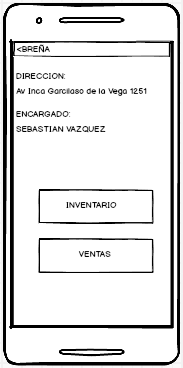 <BREÑA
DIRECCION:
Av Inca Garcilaso de la Vega 1251
ENCARGADO:
SEBASTIAN VAZQUEZ
INVENTARIO
VENTAS